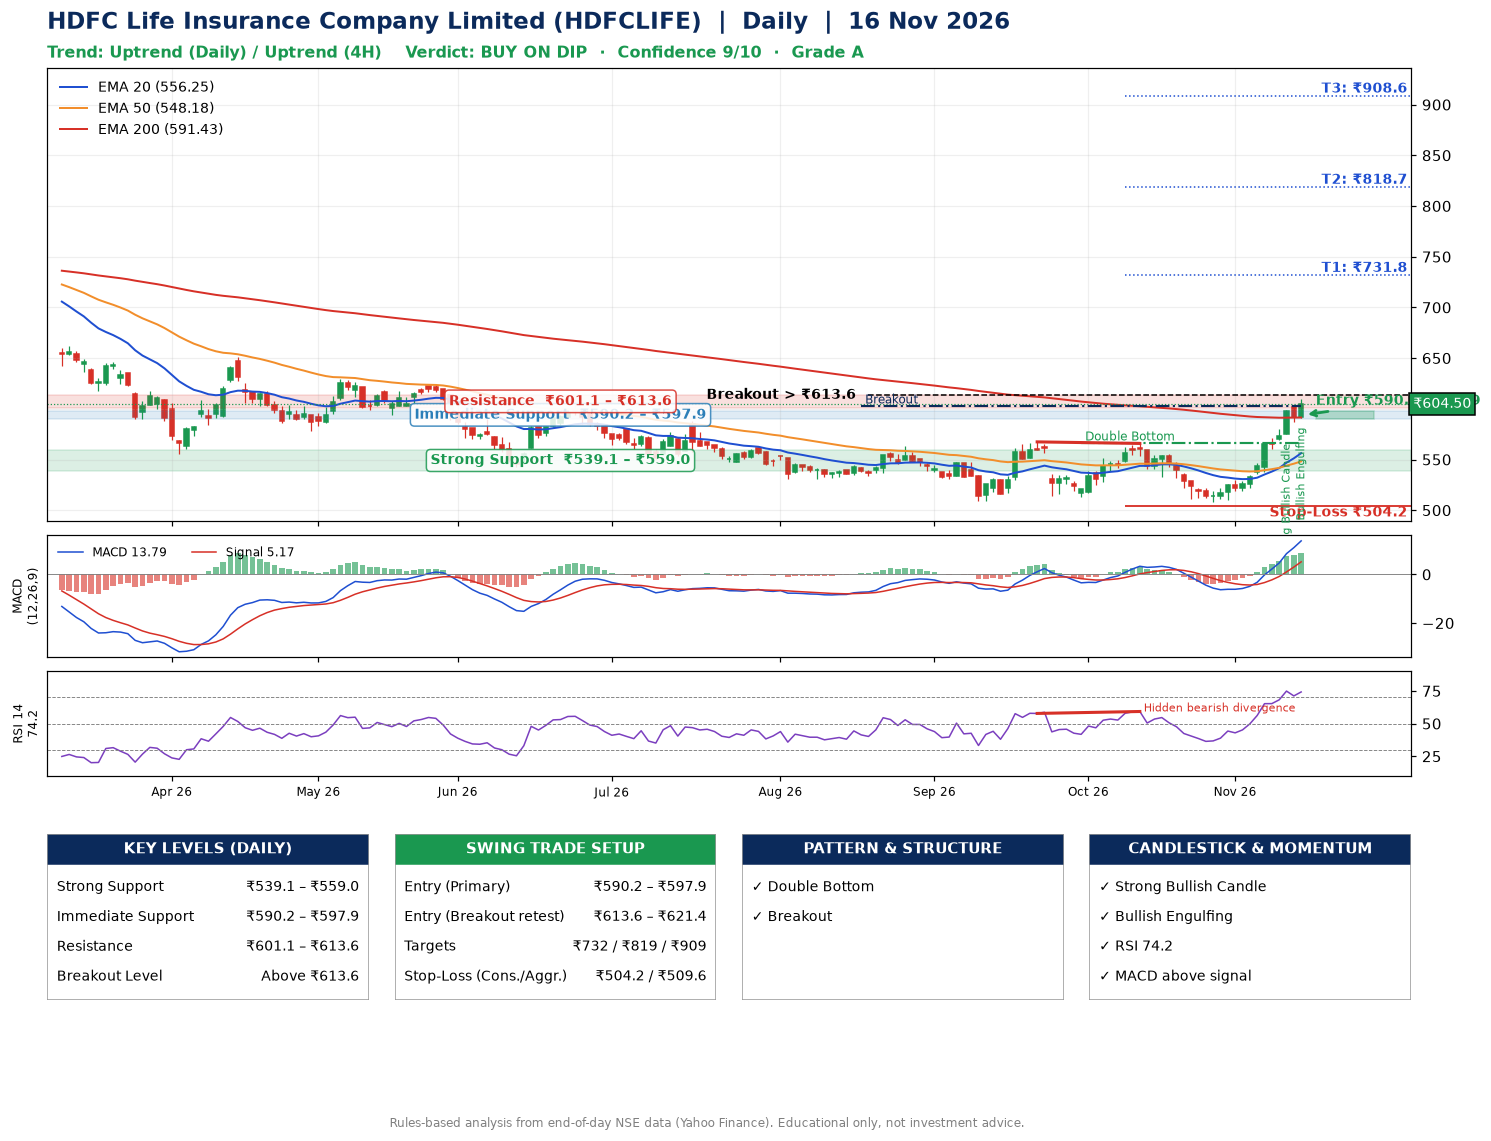 HDFC Life Insurance Company Limited (HDFCLIFE) | Daily | 16 Nov 2026
Trend: Uptrend (Daily) / Uptrend (4H) Verdict: BUY ON DIP · Confidence 9/10 · Grade A
EMA 20 (556.25)
EMA 50 (548.18)
EMA 200 (591.43)
T3: ₹908.6
T2: ₹818.7
T1: ₹731.8
900
850
800
750
700
650
550
500
Breakout > ₹613.6
Resistance ₹601.1 – ₹613.6
Breakout
Entry ₹590.
₹604.50
Immediate Support ₹590.2 – ₹597.9
Double Bottom
Strong Support ₹539.1 – ₹559.0
Bullish Candle
Bullish Engulfing
Stop-Loss ₹504.2
MACD 13.79
Signal 5.17
MACD
(12,26,9)
0
−20
RSI 14
74.2
Hidden bearish divergence
75
50
25
Apr 26
May 26
Jun 26
Jul 26
Aug 26
Sep 26
Oct 26
Nov 26
KEY LEVELS (DAILY)
Strong Support ₹539.1 – ₹559.0
Immediate Support ₹590.2 – ₹597.9
Resistance ₹601.1 – ₹613.6
Breakout Level Above ₹613.6
SWING TRADE SETUP
Entry (Primary) ₹590.2 – ₹597.9
Entry (Breakout retest) ₹613.6 – ₹621.4
Targets ₹732 / ₹819 / ₹909
Stop-Loss (Cons./Aggr.) ₹504.2 / ₹509.6
PATTERN & STRUCTURE
✓ Double Bottom
✓ Breakout
CANDLESTICK & MOMENTUM
✓ Strong Bullish Candle
✓ Bullish Engulfing
✓ RSI 74.2
✓ MACD above signal
Rules-based analysis from end-of-day NSE data (Yahoo Finance). Educational only, not investment advice.